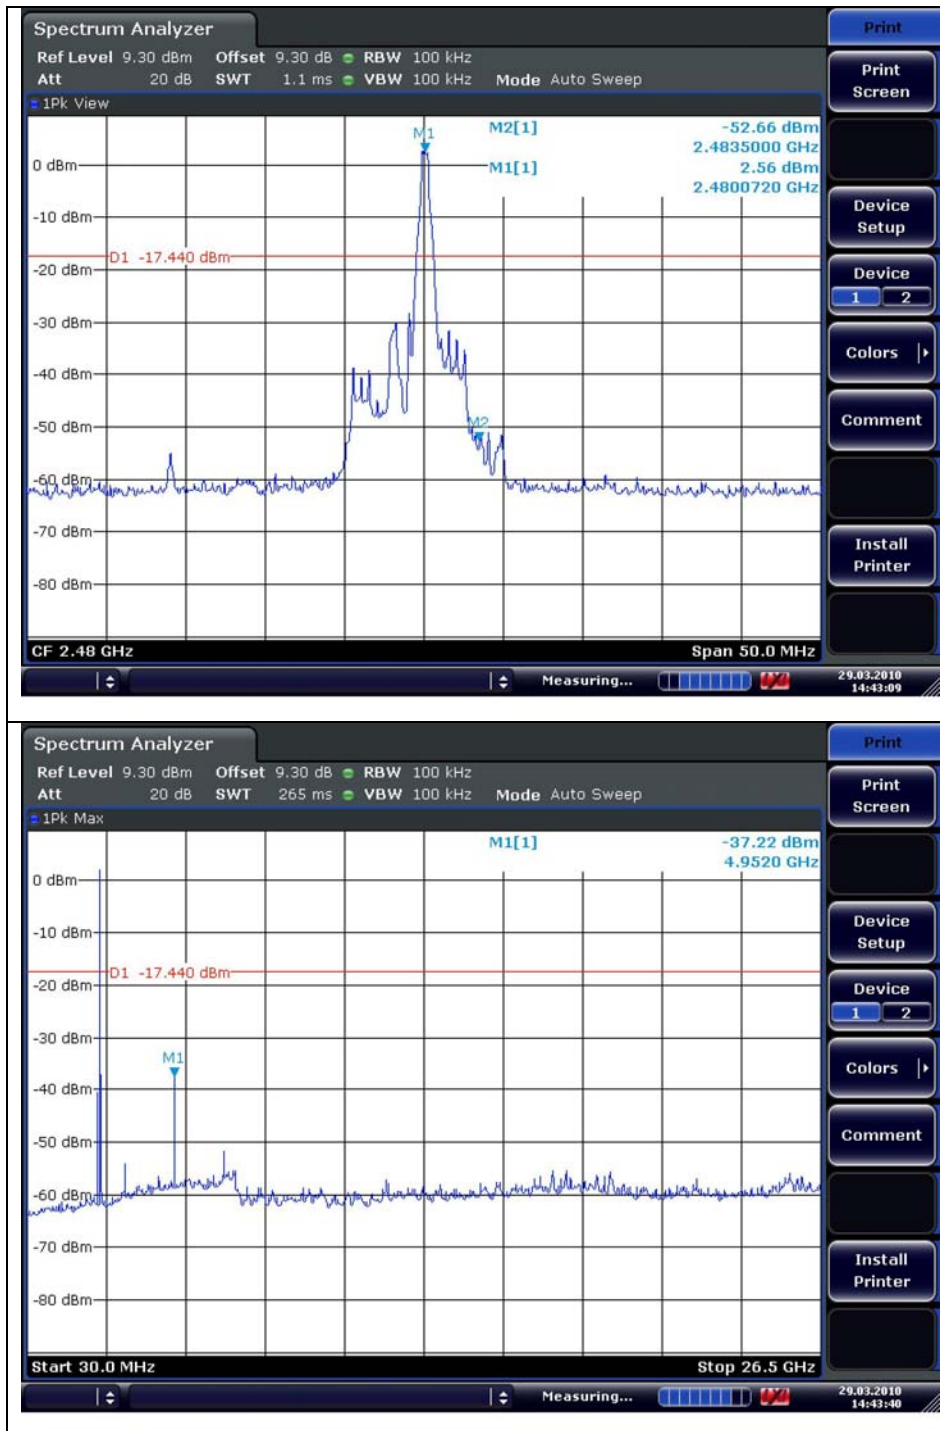 Spectrum Analyzer
Print
Ref Level 9.30 dBm Offset 9.30 dB RBW 100 kHz
Att 20 dB SWT 1.1 ms VBW 100 kHz Mode Auto Sweep
1Pk View
Print Screen
M1
M2[1] -52.66 dBm
2.4835000 GHz
M1[1] 2.56 dBm
2.4800720 GHz
0 dBm
-10 dBm
D1 -17.440 dBm
-20 dBm
-30 dBm
-40 dBm
-50 dBm
M2
-60 dBm
-70 dBm
-80 dBm
CF 2.48 GHz Span 50.0 MHz
Device Setup
Device
1 2
Colors
Comment
Install Printer
Measuring...
29.03.2010
14:43:09
Spectrum Analyzer
Print
Ref Level 9.30 dBm Offset 9.30 dB RBW 100 kHz
Att 20 dB SWT 265 ms VBW 100 kHz Mode Auto Sweep
1Pk Max
Print Screen
M1[1] -37.22 dBm
4.9520 GHz
0 dBm
-10 dBm
D1 -17.440 dBm
-20 dBm
-30 dBm
M1
-40 dBm
-50 dBm
-60 dBm
-70 dBm
-80 dBm
Start 30.0 MHz Stop 26.5 GHz
Device Setup
Device
1 2
Colors
Comment
Install Printer
Measuring...
29.03.2010
14:43:40